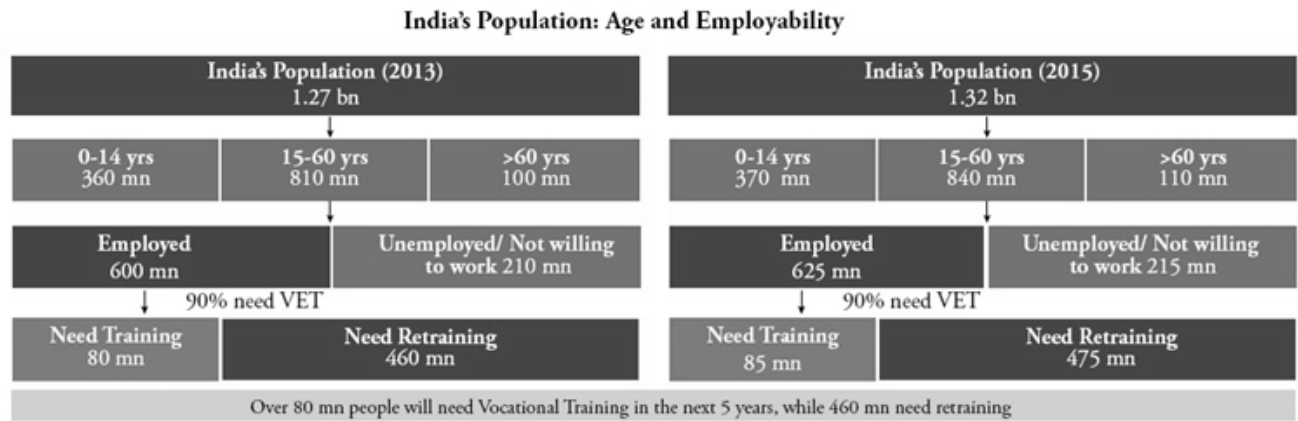 India's Population: Age and Employability
India's Population (2013)
1.27 bn
0-14 yrs
360 mn
15-60 yrs
810 mn
>60 yrs
100 mn
Employed
600 mn
Unemployed/ Not willing
to work 210 mn
90% need VET
Need Training
80 mn
Need Retraining
460 mn
India's Population (2015)
1.32 bn
0-14 yrs
370 mn
15-60 yrs
840 mn
>60 yrs
110 mn
Employed
625 mn
Unemployed/ Not willing
to work 215 mn
90% need VET
Need Training
85 mn
Need Retraining
475 mn
Over 80 mn people will need Vocational Training in the next 5 years, while 460 mn need retraining